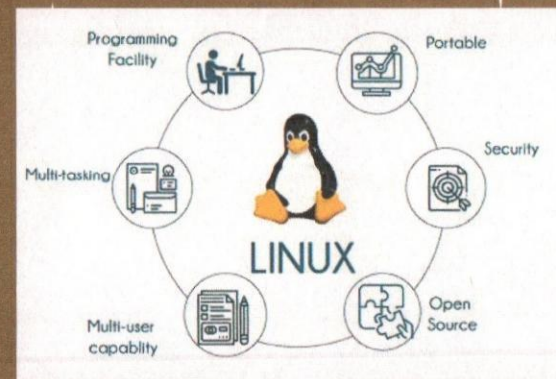 Programming
Facility
Portable
Multi-tasking
Security
LINUX
Multi-user
capablity
Open
Source